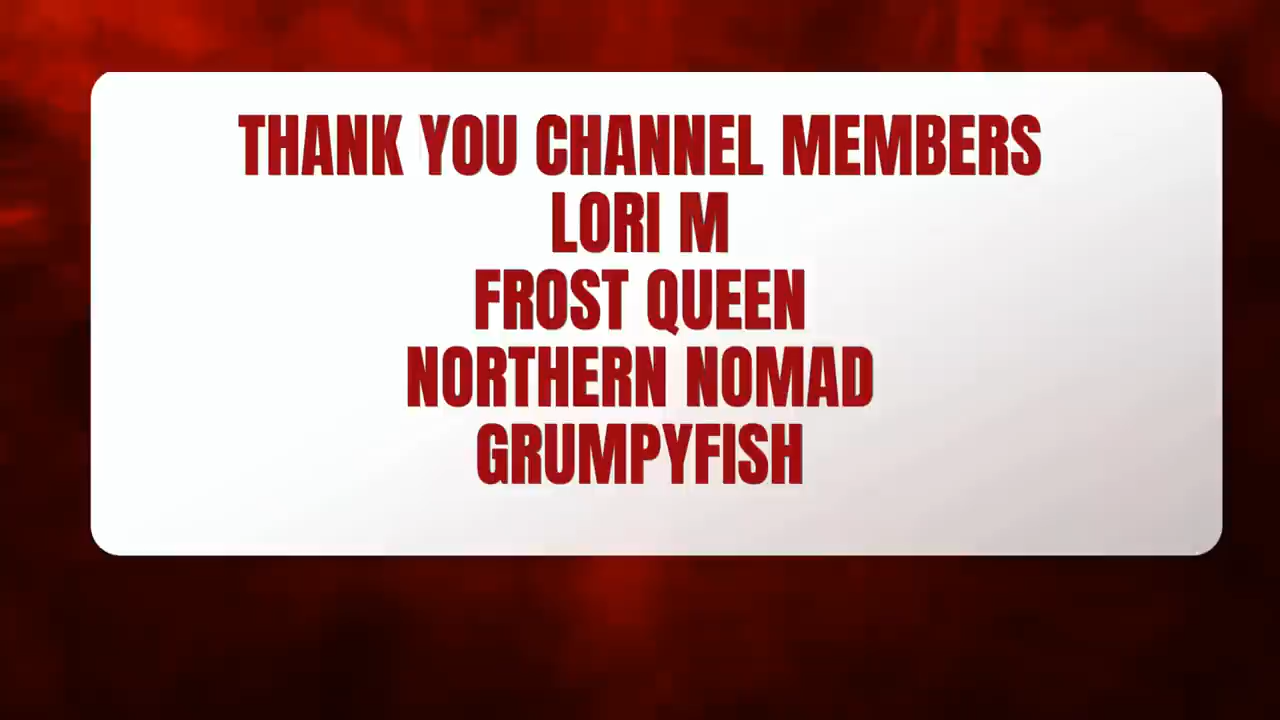 THANK YOU CHANNEL MEMBERS
LORI M
FROST QUEEN
NORTHERN NOMAD
GRUMPYFISH